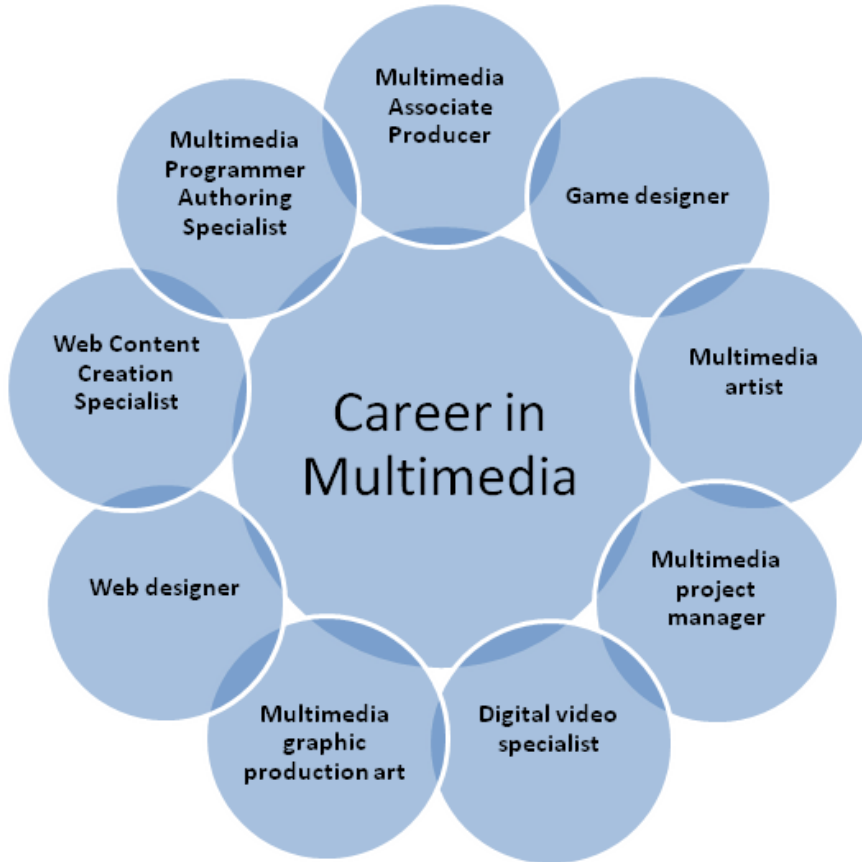 Multimedia
Associate
Producer
Game designer
Multimedia
artist
Multimedia
project
manager
Digital video
specialist
Multimedia
graphic
production art
Web designer
Web Content
Creation
Specialist
Multimedia
Programmer
Authoring
Specialist
Career in
Multimedia